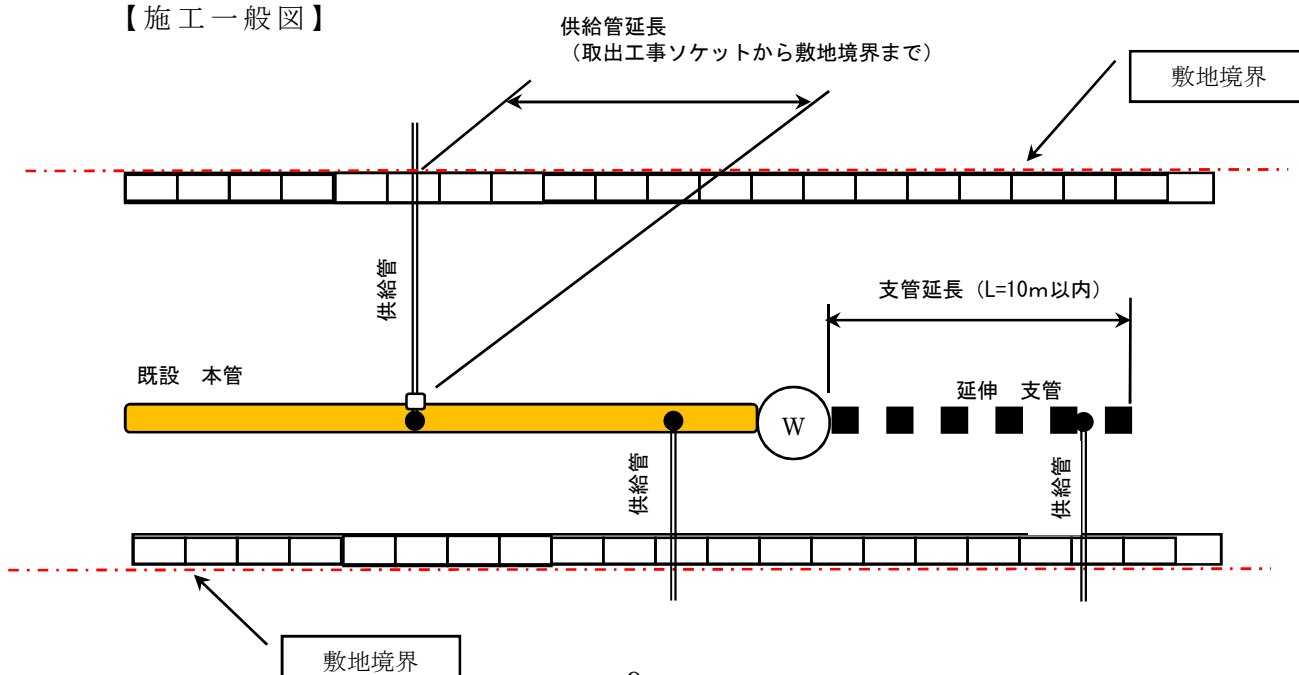 【施工一般図】
供給管延長
（取出工事ソケットから敷地境界まで）
敷地境界
供給管
支管延長（L=10ｍ以内）
既設　本管
延伸　支管
W
供給管
供給管
敷地境界